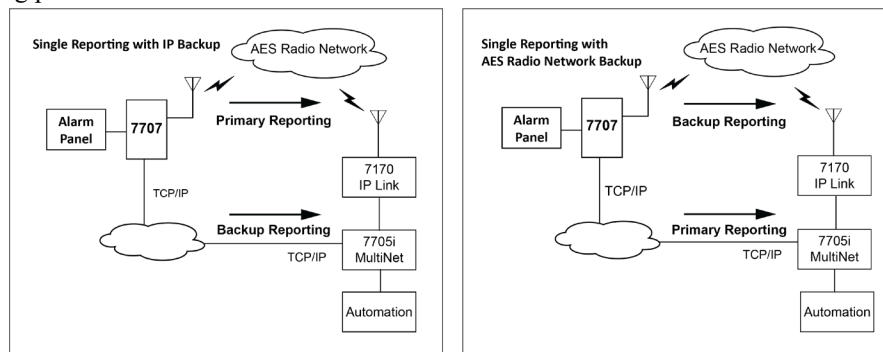 Single Reporting with IP Backup
AES Radio Network
7707
Alarm
Panel
Primary Reporting
7170
IP Link
TCP/IP
Backup Reporting
TCP/IP
7705i
MultiNet
Automation
Single Reporting with
AES Radio Network Backup
AES Radio Network
7707
Alarm
Panel
Backup Reporting
7170
IP Link
TCP/IP
Primary Reporting
TCP/IP
7705i
MultiNet
Automation